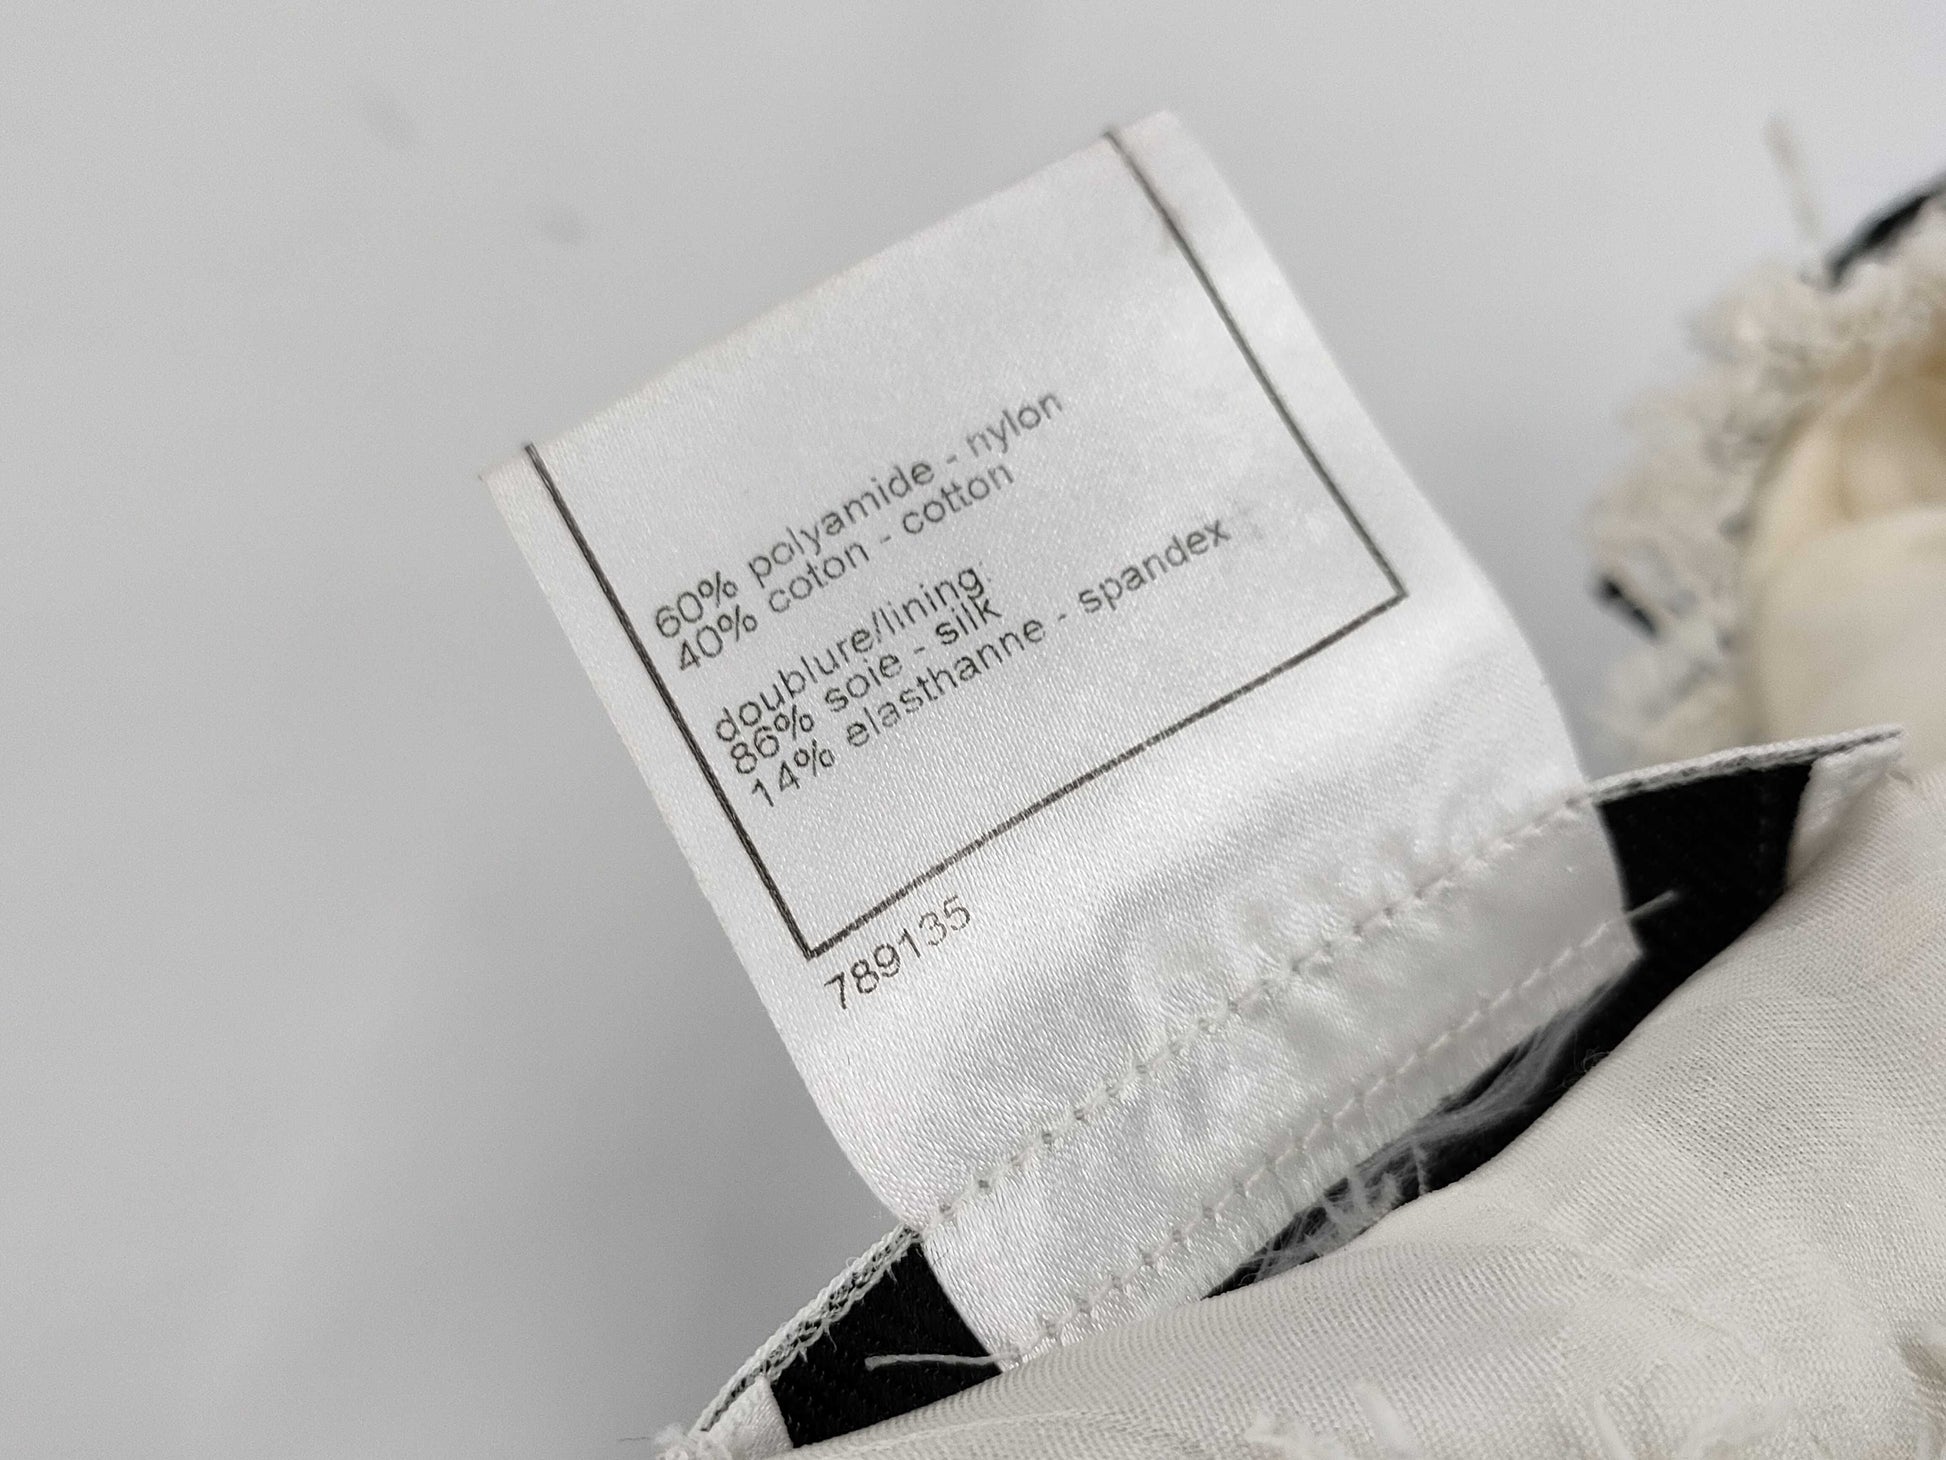 60% polyamide - nylon
40% coton - cotton
doublure/lining
86% soie - silk
14% elasthanne - spandex
789135